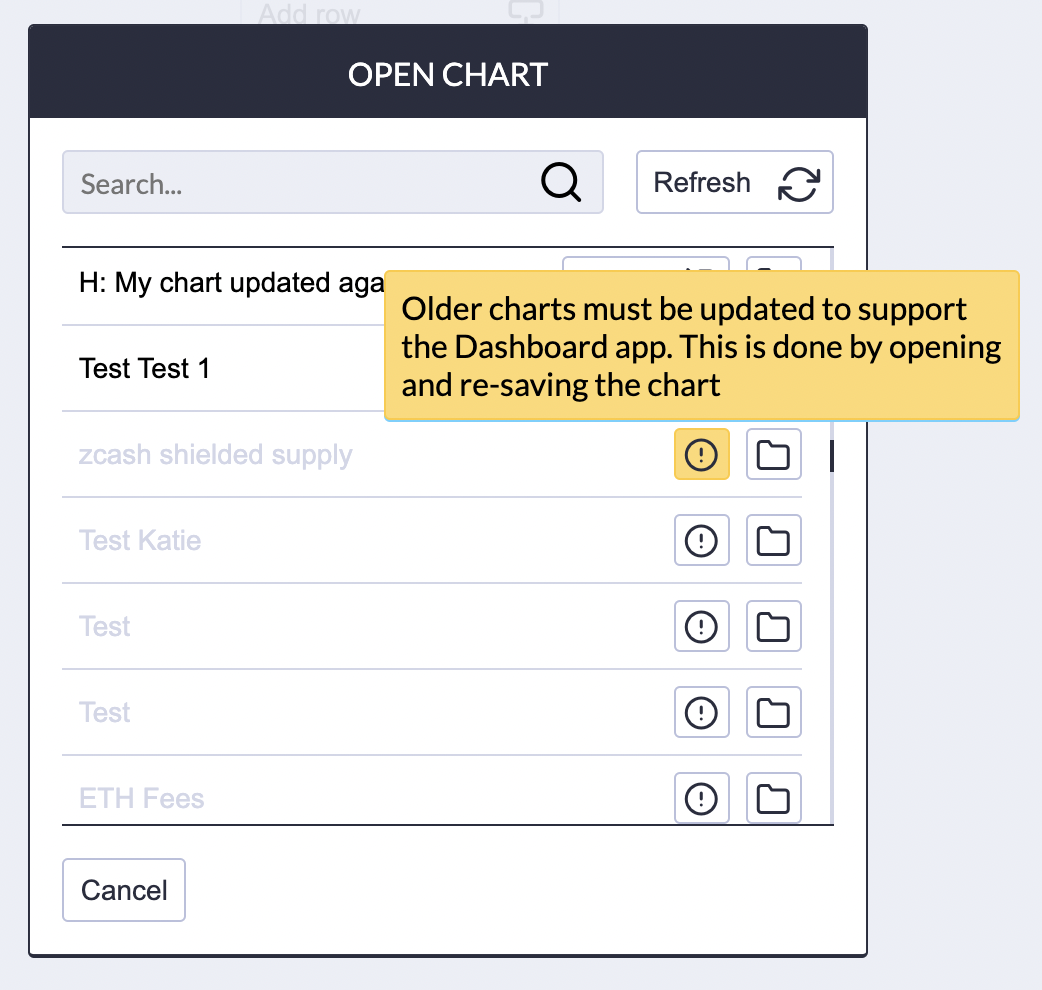 Add row
OPEN CHART
Search...
Refresh
H: My chart updated aga
Older charts must be updated to support
the Dashboard app. This is done by opening
and re-saving the chart
Test Test 1
zcash shielded supply
Test Katie
Test
Test
ETH Fees
Cancel